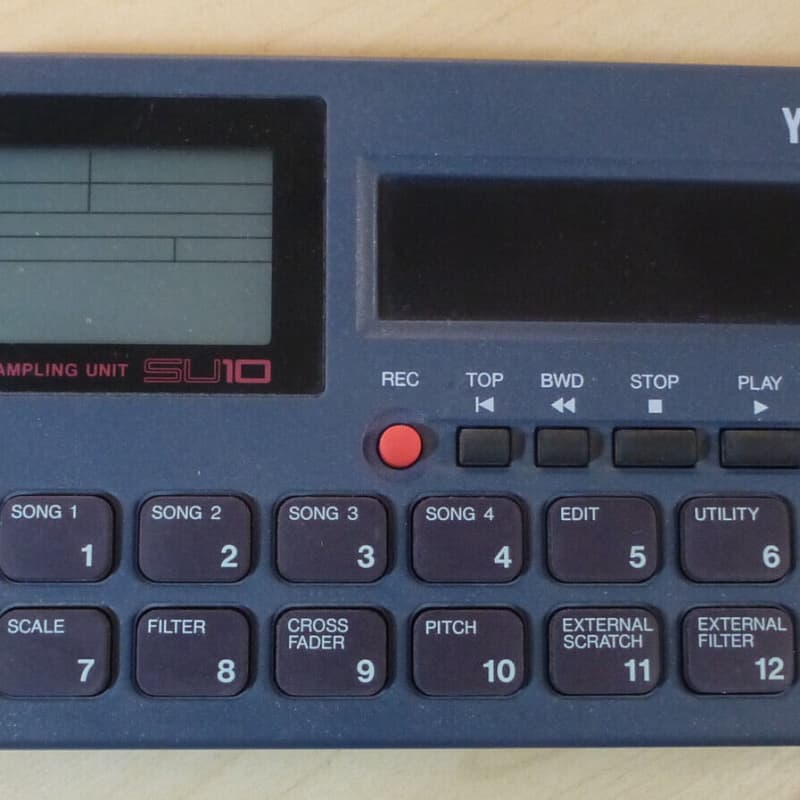 Y
AMPLING UNIT SU10
REC TOP BWD STOP PLAY
SONG 1 SONG 2 SONG 3 SONG 4 EDIT UTILITY
1 2 3 4 5 6
SCALE FILTER CROSS FADER PITCH EXTERNAL SCRATCH EXTERNAL FILTER
7 8 9 10 11 12